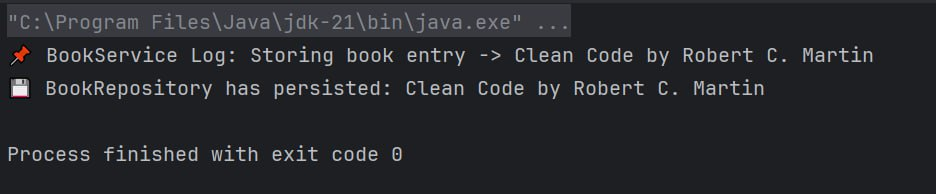 "C:\Program Files\Java\jdk-21\bin\java.exe" ...
📌 BookService Log: Storing book entry -> Clean Code by Robert C. Martin
💾 BookRepository has persisted: Clean Code by Robert C. Martin
Process finished with exit code 0